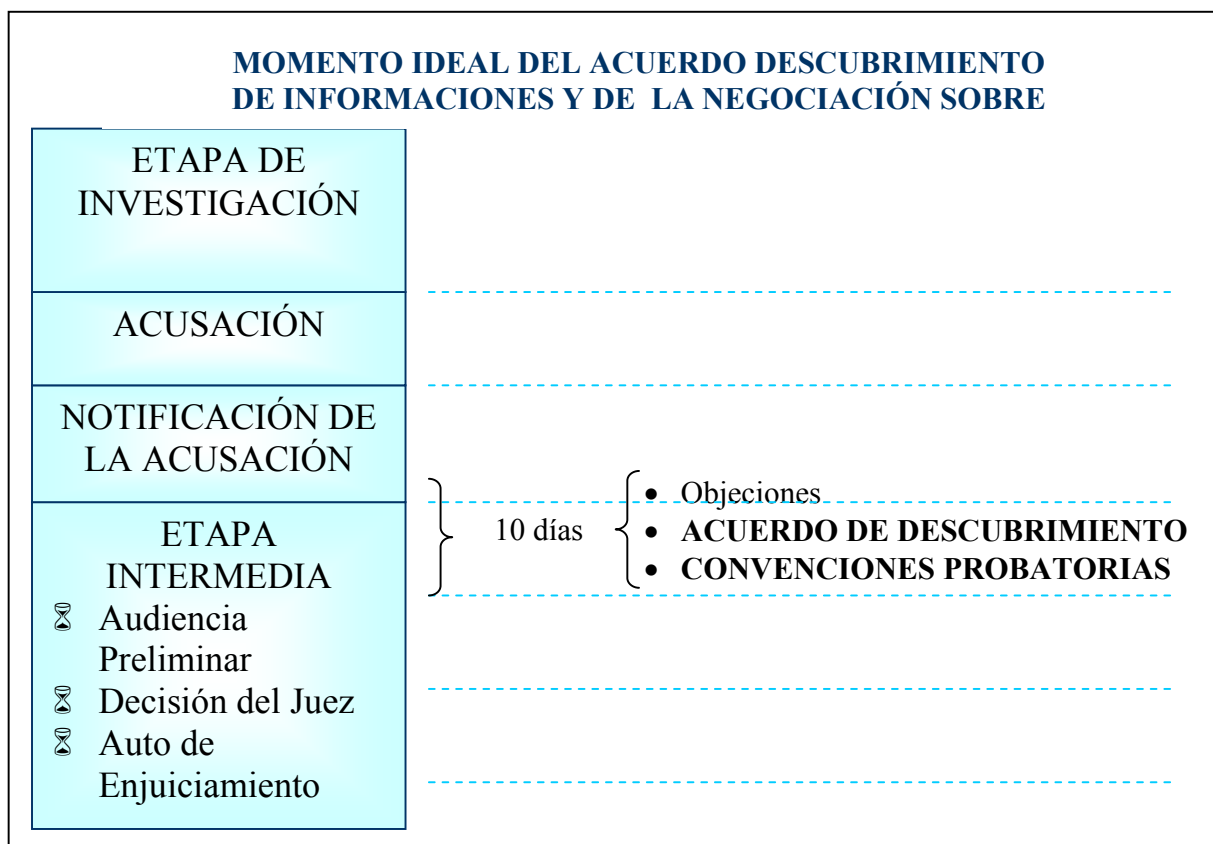 MOMENTO IDEAL DEL ACUERDO DESCUBRIMIENTO
DE INFORMACIONES Y DE LA NEGOCIACIÓN SOBRE
ETAPA DE
INVESTIGACIÓN
ACUSACIÓN
NOTIFICACIÓN DE
LA ACUSACIÓN
ETAPA
INTERMEDIA
Audiencia
Preliminar
Decisión del Juez
Auto de
Enjuiciamiento
10 días
• Objeciones
• ACUERDO DE DESCUBRIMIENTO
• CONVENCIONES PROBATORIAS